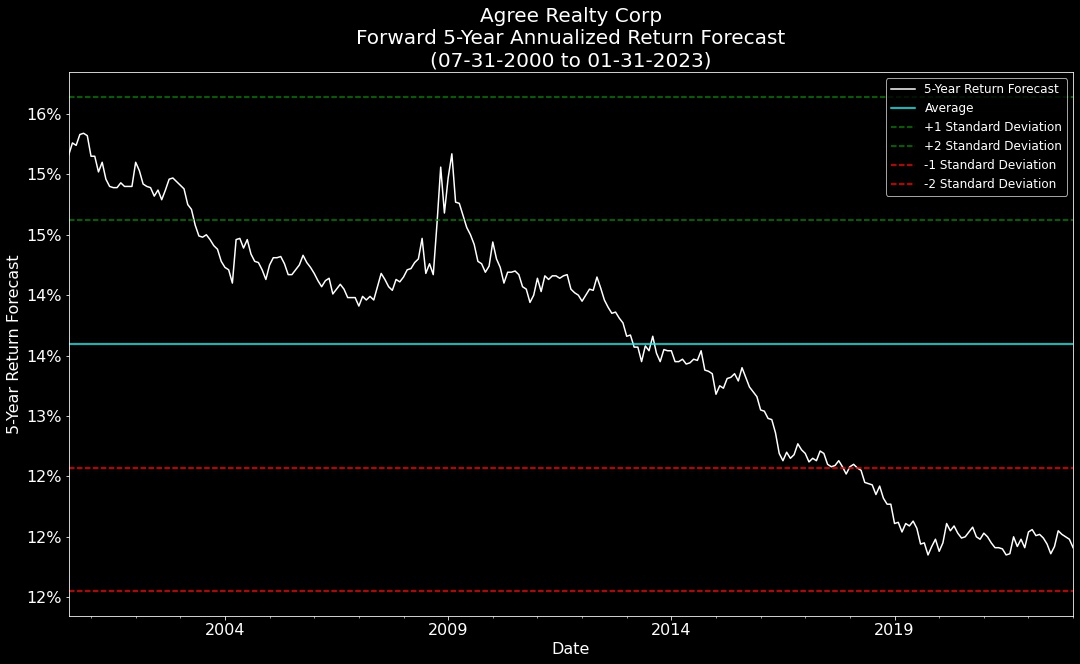 Agree Realty Corp
Forward 5-Year Annualized Return Forecast
(07-31-2000 to 01-31-2023)
5-Year Return Forecast
Average
+1 Standard Deviation
+2 Standard Deviation
-1 Standard Deviation
-2 Standard Deviation
16%
15%
15%
14%
14%
13%
12%
12%
12%
5-Year Return Forecast
2004
2009
2014
2019
Date